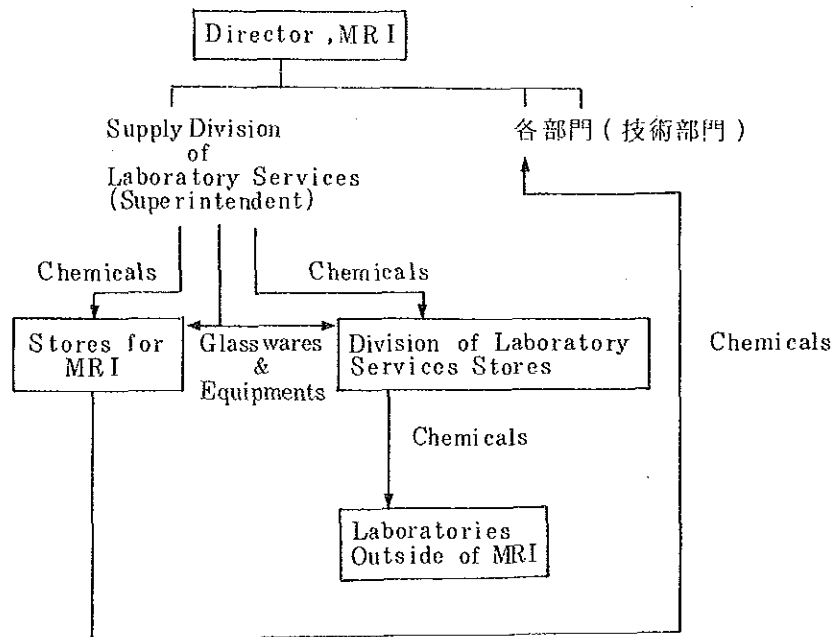 Director ,MRI
Supply Division
of
Laboratory Services
(Superintendent)
各部門(技術部門)
Chemicals
Chemicals
Stores for
MRI
Glasswares
&
Equipments
Division of Laboratory
Services Stores
Chemicals
Chemicals
Laboratories
Outside of MRI